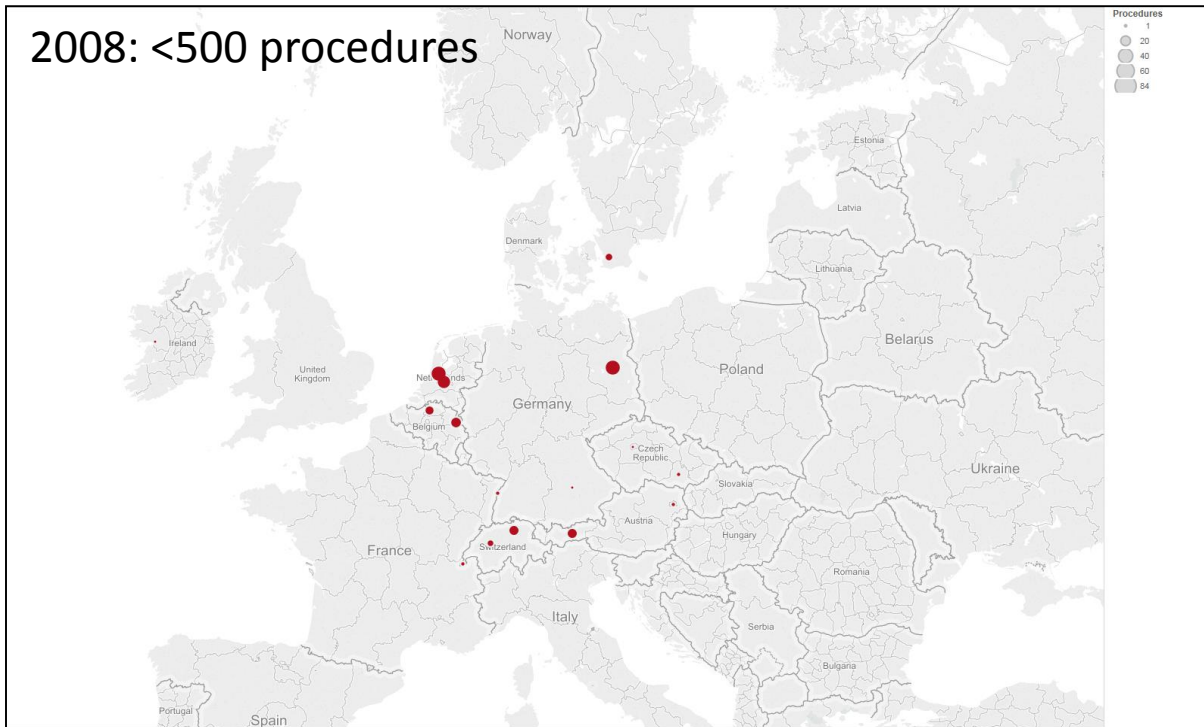 2008: <500 procedures
Procedures
1
20
40
60
84
Norway
Estonia
Latvia
Denmark
Lithuania
Belarus
Ireland
United
Kingdom
Netherlands
Poland
Germany
Belgium
Czech
Republic
Ukraine
Slovakia
Austria
Hungary
France
Switzerland
Romania
Italy
Serbia
Bulgaria
Portugal
Spain